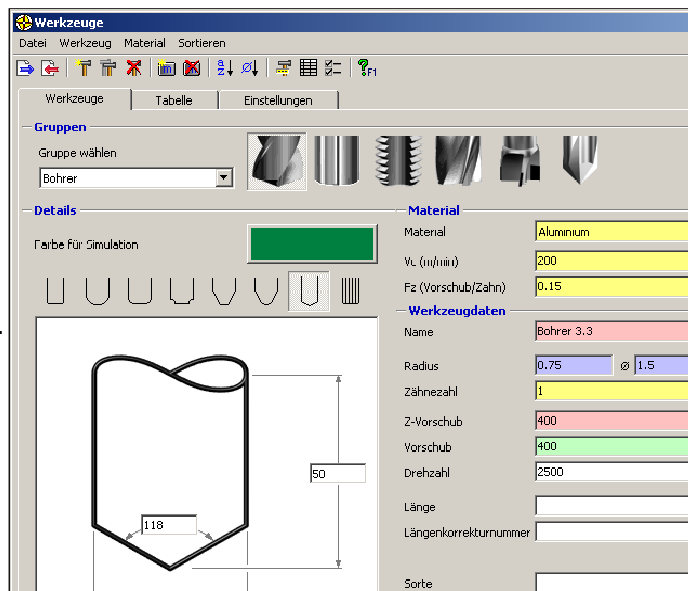 Werkzeuge
Datei Werkzeug Material Sortieren
a z F1
Werkzeuge Tabelle Einstellungen
Gruppen
Gruppe wählen
Bohrer
Details
Farbe für Simulation
Material
Material Aluminium
Vc (m/min) 200
Fz (Vorschub/Zahn) 0.15
Werkzeugdaten
Name Bohrer 3.3
Radius 0.75 ⌀ 1.5
Zähnezahl 1
Z-Vorschub 400
Vorschub 400
Drehzahl 2500
Länge
Längenkorrekturnummer
Sorte
50
118